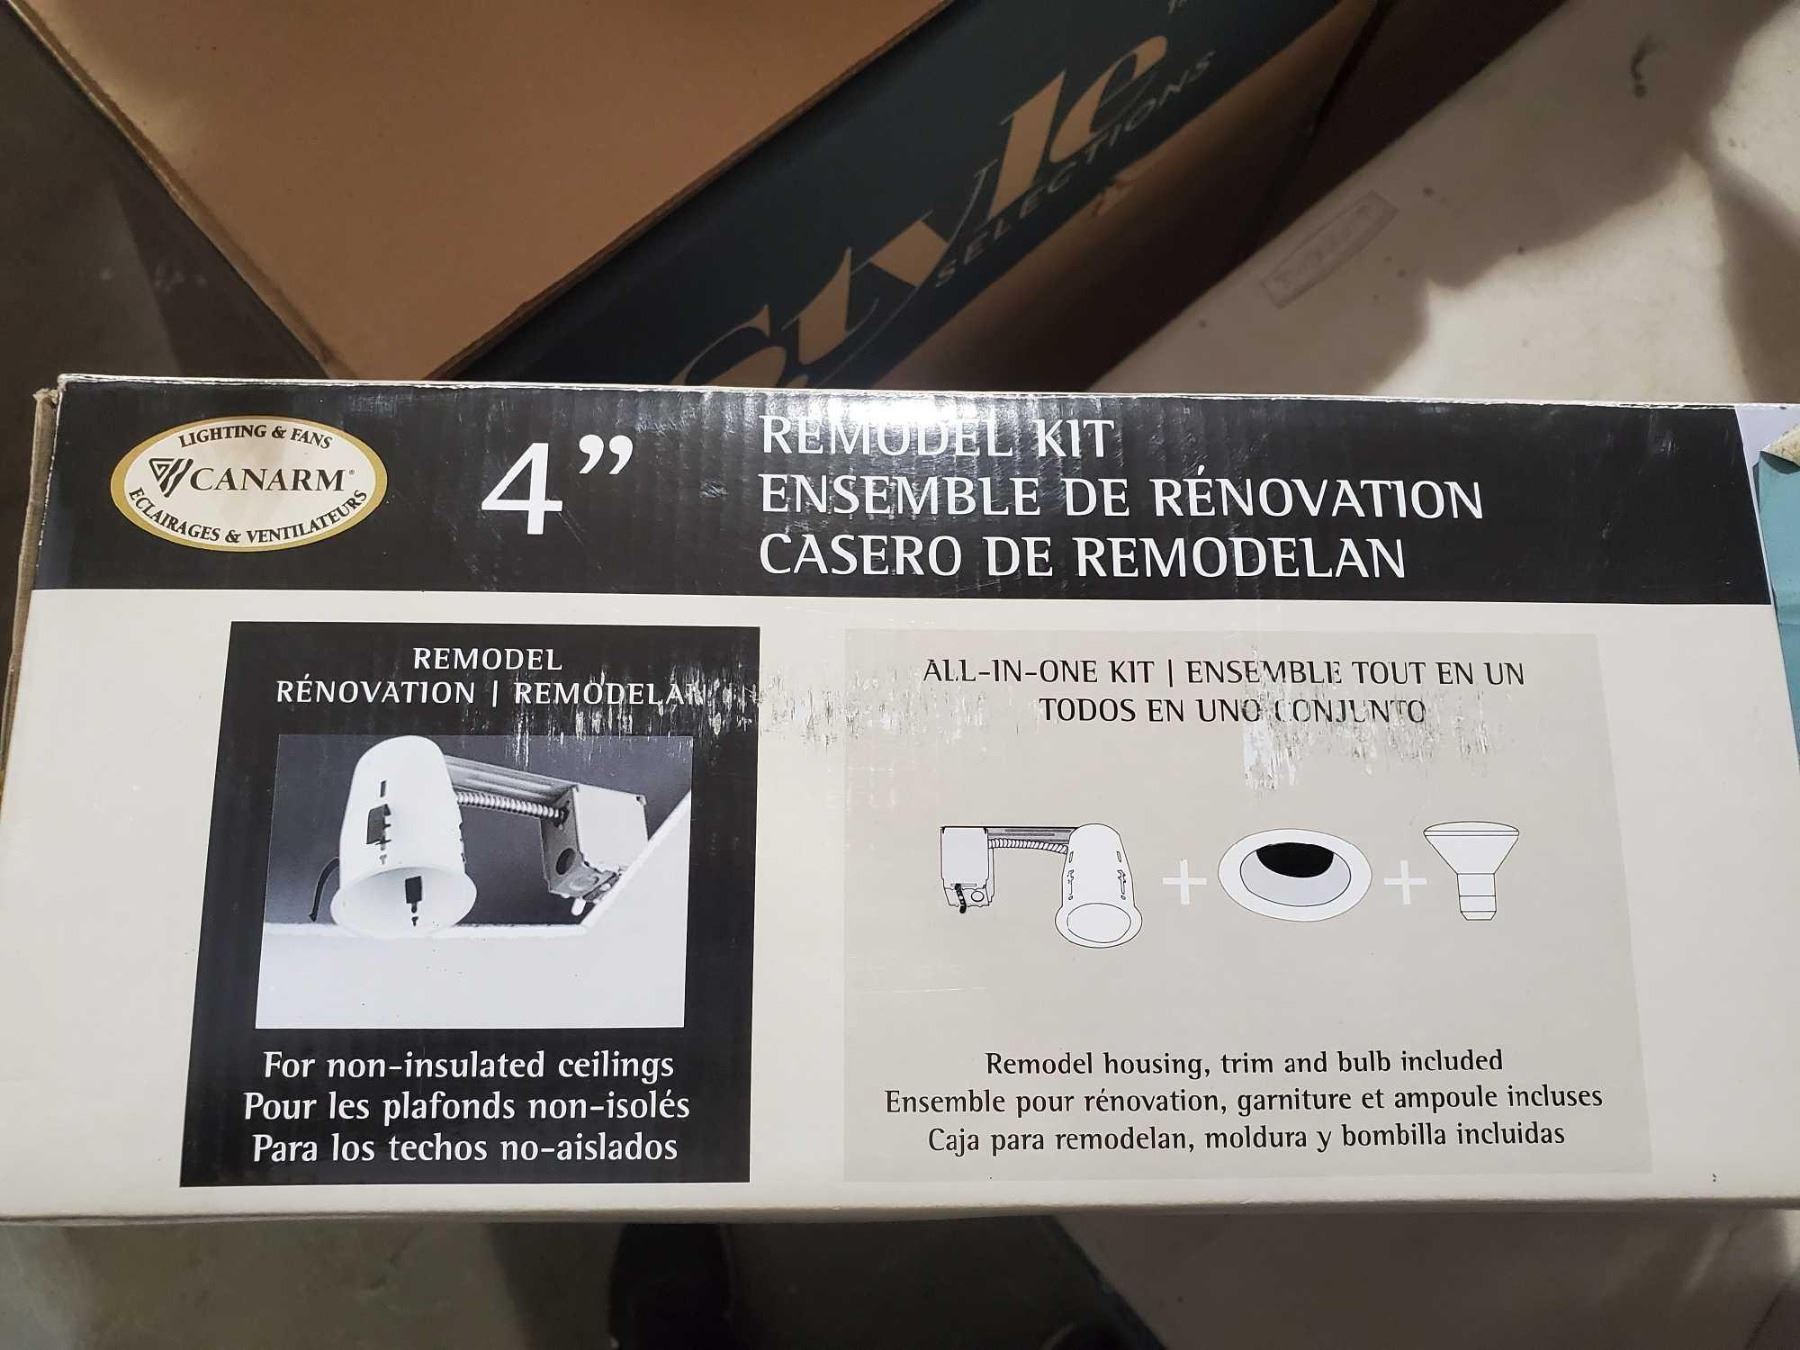 Style
SELECTIONS
LIGHTING & FANS
CANARM®
ECLAIRAGES & VENTILATEURS
4”
REMODEL KIT
ENSEMBLE DE RÉNOVATION
CASERO DE REMODELAN
REMODEL
RÉNOVATION | REMODELAN
ALL-IN-ONE KIT | ENSEMBLE TOUT EN UN
TODOS EN UNO CONJUNTO
For non-insulated ceilings
Pour les plafonds non-isolés
Para los techos no-aislados
Remodel housing, trim and bulb included
Ensemble pour rénovation, garniture et ampoule incluses
Caja para remodelan, moldura y bombilla incluidas